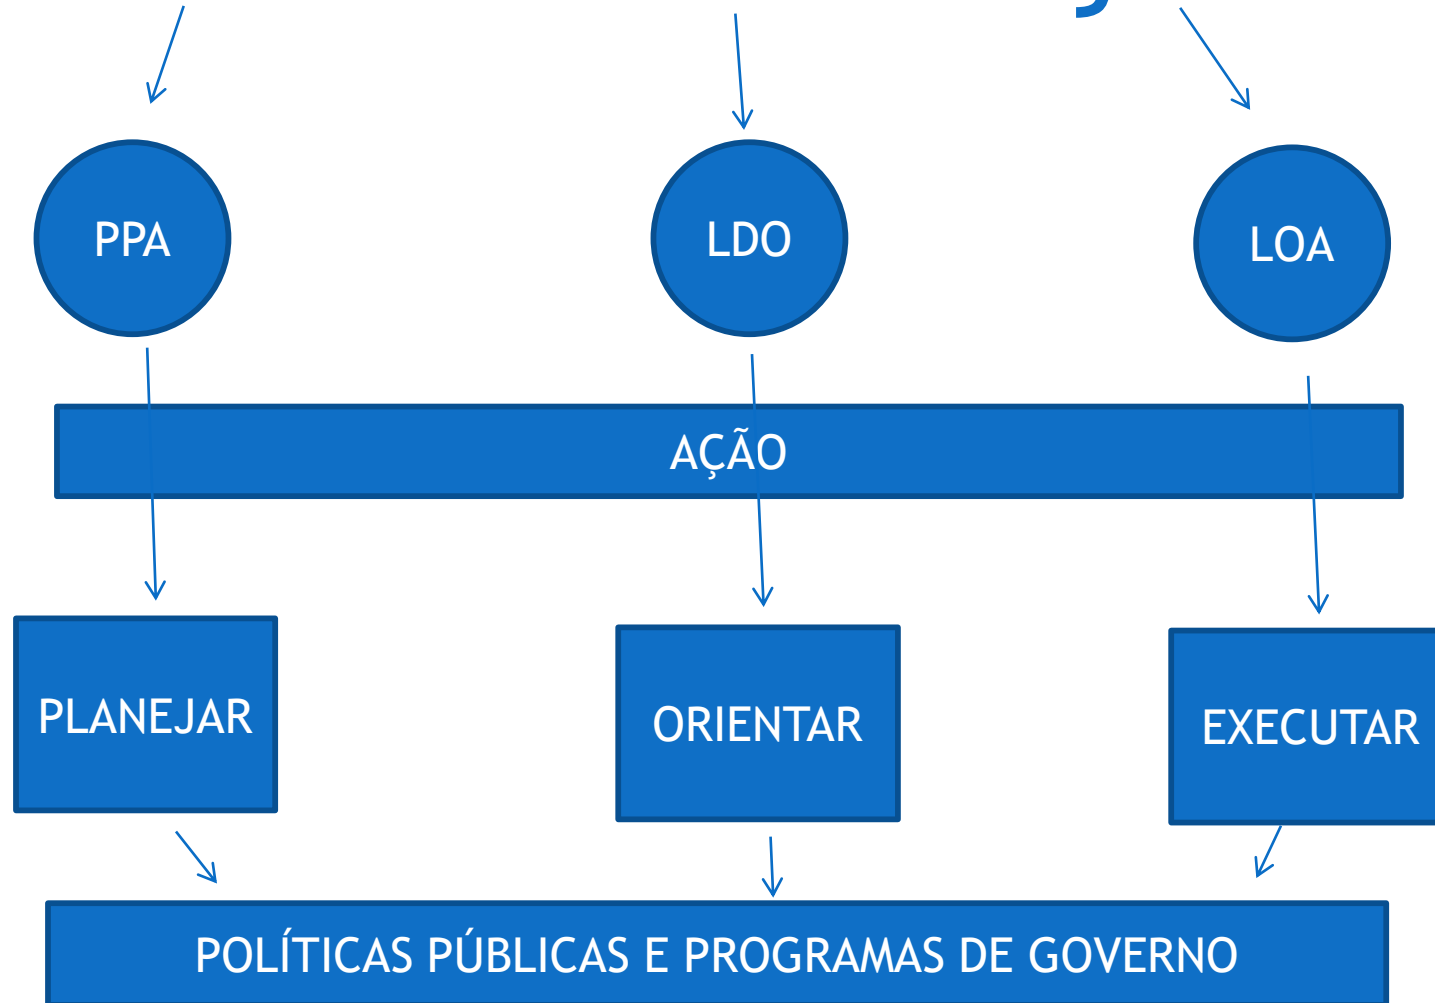 PPA
LDO
LOA
AÇÃO
PLANEJAR
ORIENTAR
EXECUTAR
POLÍTICAS PÚBLICAS E PROGRAMAS DE GOVERNO